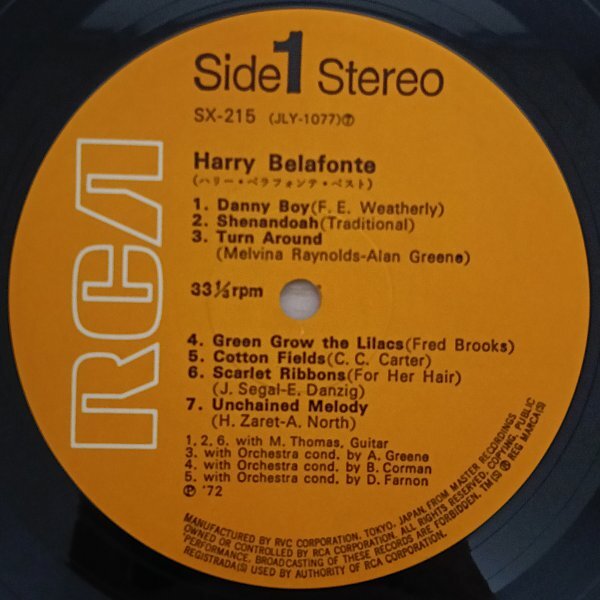 Side 1 Stereo
SX-215 (JLY-1077)Ⓟ
Harry Belafonte
(ハリー・ベラフォンテ・ベスト)
1. Danny Boy(F. E. Weatherly)
2. Shenandoah(Traditional)
3. Turn Around
(Melvina Raynolds-Alan Greene)
33⅓rpm
4. Green Grow the Lilacs(Fred Brooks)
5. Cotton Fields(C. C. Carter)
6. Scarlet Ribbons(For Her Hair)
(J. Segal-E. Danzig)
7. Unchained Melody
(H. Zaret-A. North)
1, 2, 6. with M. Thomas, Guitar
3. with Orchestra cond. by A. Greene
4. with Orchestra cond. by B. Corman
5. with Orchestra cond. by D. Farnon
Ⓟ '72
RCA
MANUFACTURED BY RVC CORPORATION, TOKYO, JAPAN, FROM MASTER RECORDINGS
OWNED OR CONTROLLED BY RCA CORPORATION. ALL RIGHTS RESERVED. COPYING, PUBLIC
PERFORMANCE, BROADCASTING OF THESE RECORDS ARE FORBIDDEN. TM(S) ® REG MARCA(S)
REGISTRADA(S) USED BY AUTHORITY OF RCA CORPORATION.